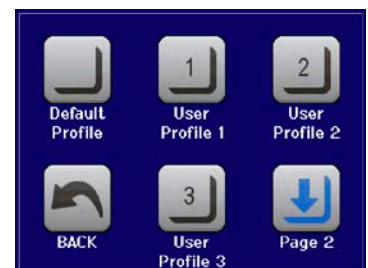 1
2
Default
Profile
User
Profile 1
User
Profile 2
3
BACK
User
Profile 3
Page 2